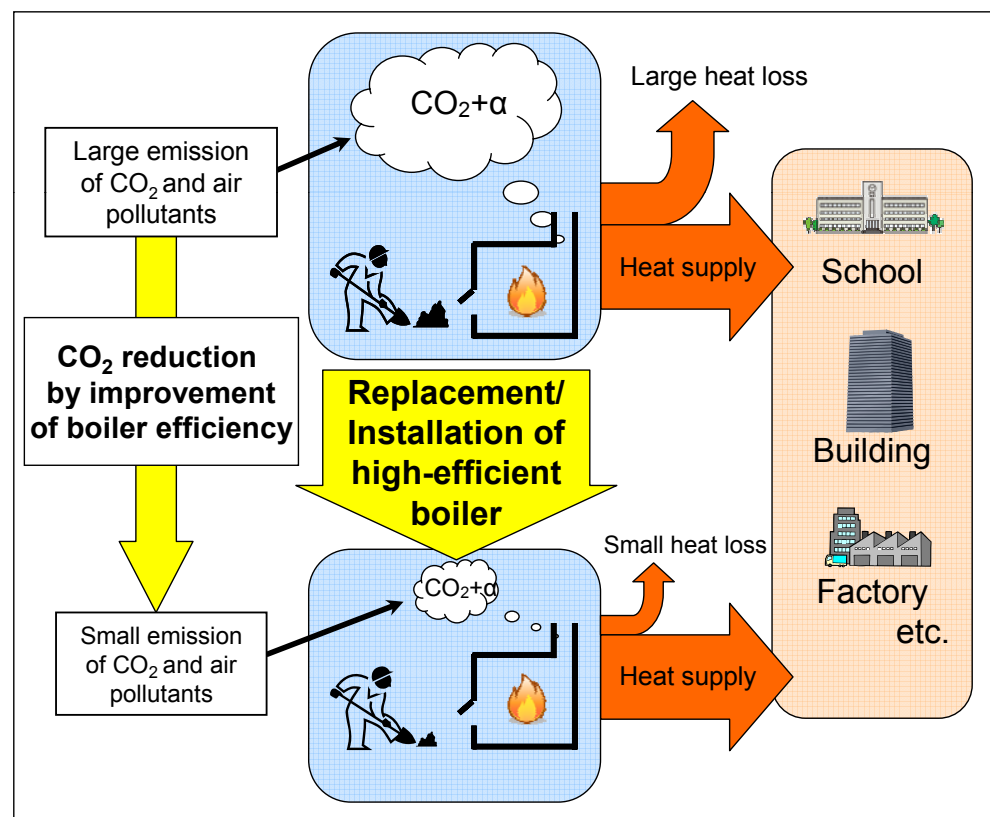 CO₂+α
Large heat loss
Large emission
of CO₂ and air
pollutants
Heat supply
School
CO₂ reduction
by improvement
of boiler efficiency
Replacement/
Installation of
high-efficient
boiler
Building
Small heat loss
CO₂+α
Factory
etc.
Small emission
of CO₂ and air
pollutants
Heat supply